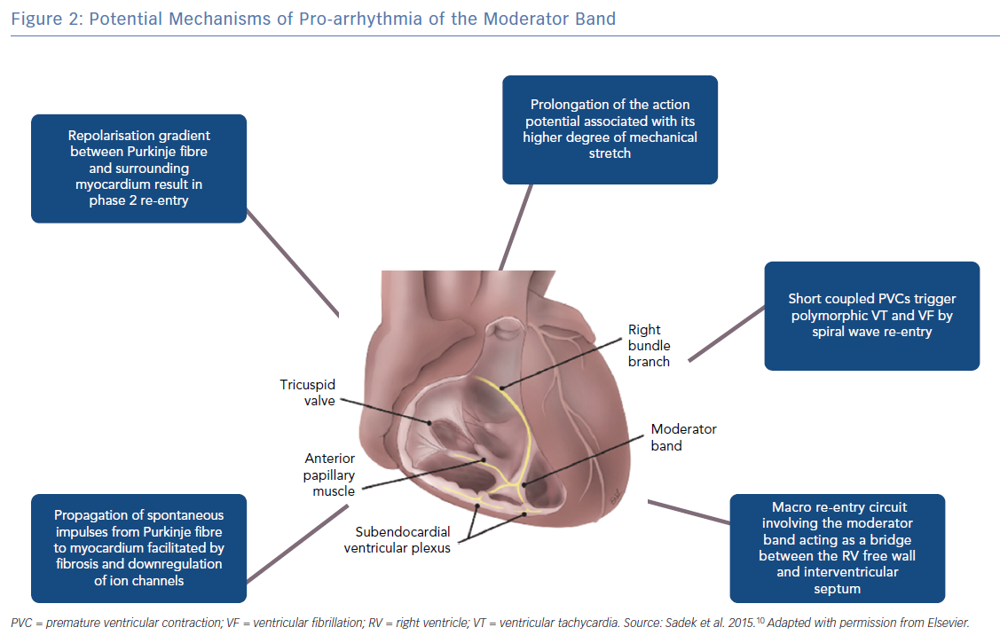 Figure 2: Potential Mechanisms of Pro-arrhythmia of the Moderator Band
Prolongation of the action
potential associated with its
higher degree of mechanical
stretch
Repolarisation gradient
between Purkinje fibre
and surrounding
myocardium result in
phase 2 re-entry
Short coupled PVCs trigger
polymorphic VT and VF by
spiral wave re-entry
Right
bundle
branch
Tricuspid
valve
Moderator
band
Anterior
papillary
muscle
Subendocardial
ventricular plexus
Propagation of spontaneous
impulses from Purkinje fibre
to myocardium facilitated by
fibrosis and downregulation
of ion channels
Macro re-entry circuit
involving the moderator
band acting as a bridge
between the RV free wall
and interventricular
septum
PVC = premature ventricular contraction; VF = ventricular fibrillation; RV = right ventricle; VT = ventricular tachycardia. Source: Sadek et al. 2015.¹⁰ Adapted with permission from Elsevier.